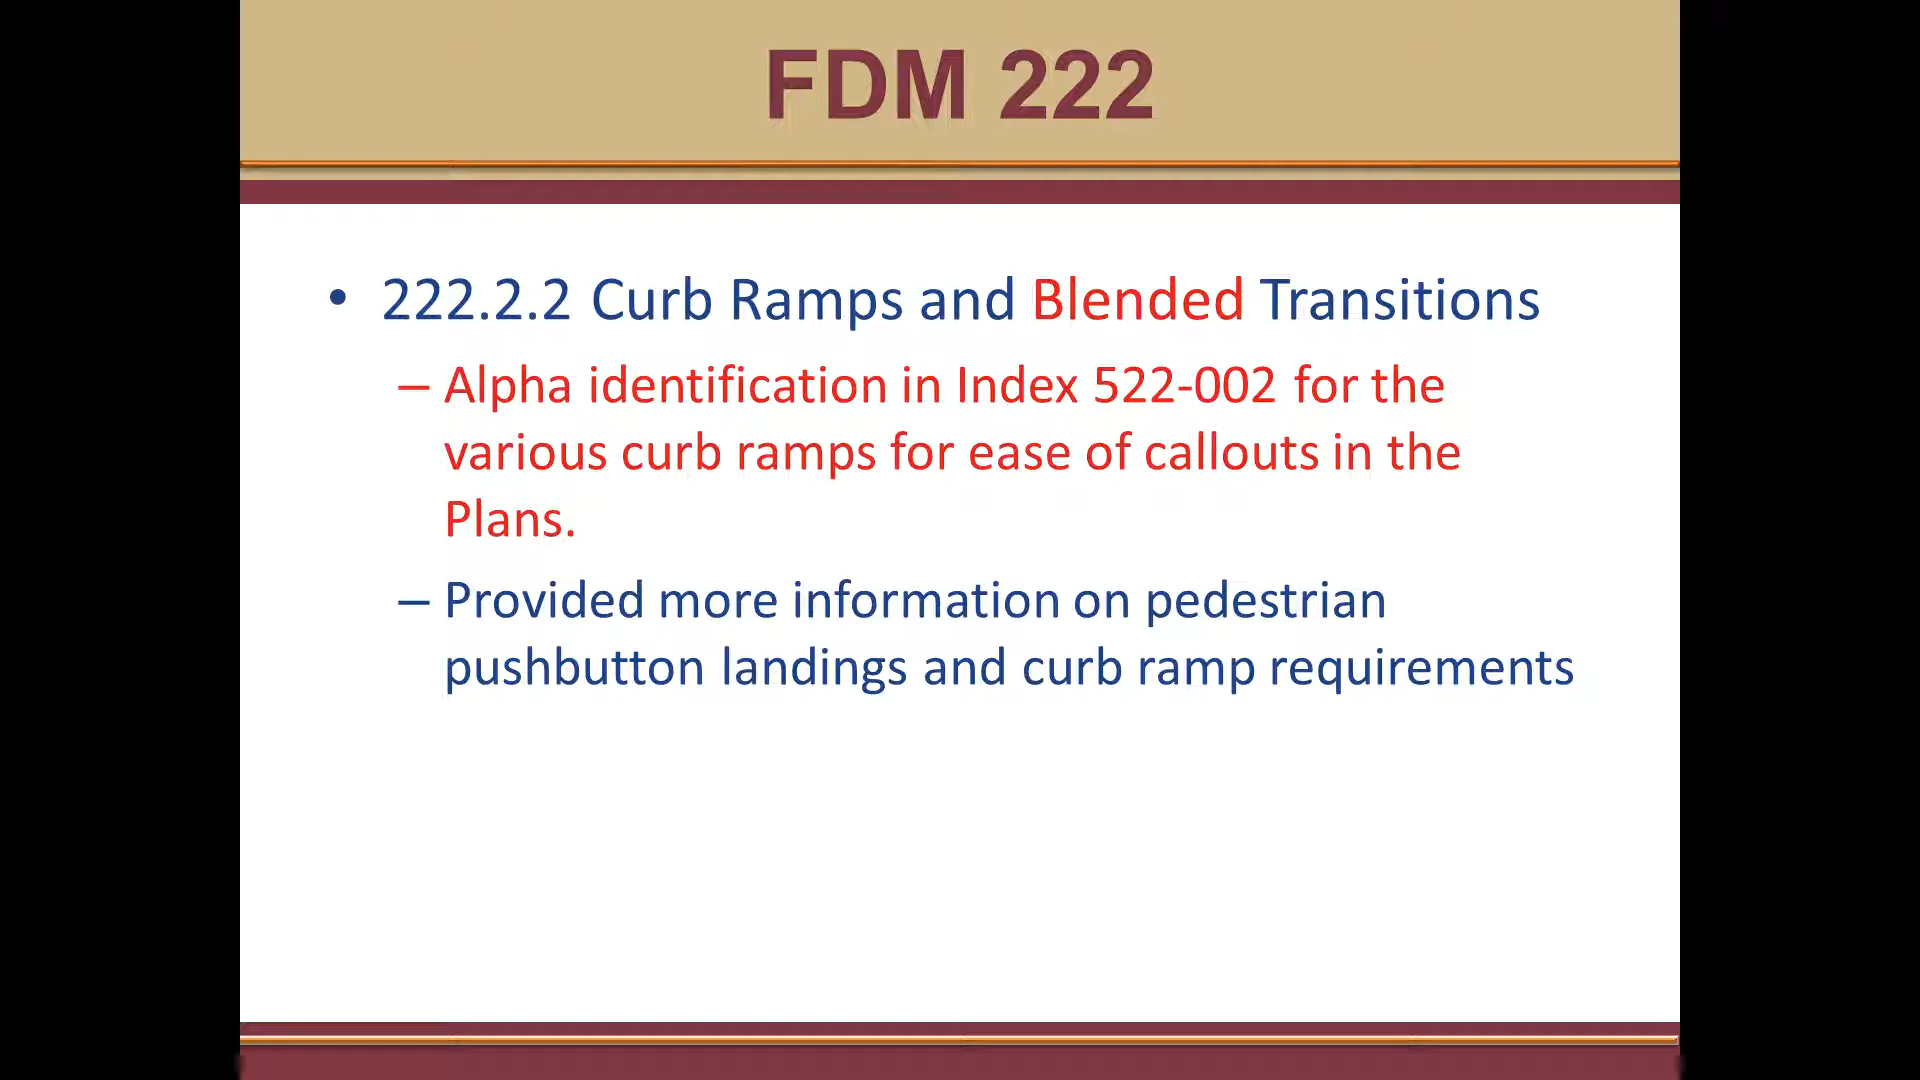 FDM 222
• 222.2.2 Curb Ramps and Blended Transitions
– Alpha identification in Index 522-002 for the
various curb ramps for ease of callouts in the
Plans.
– Provided more information on pedestrian
pushbutton landings and curb ramp requirements